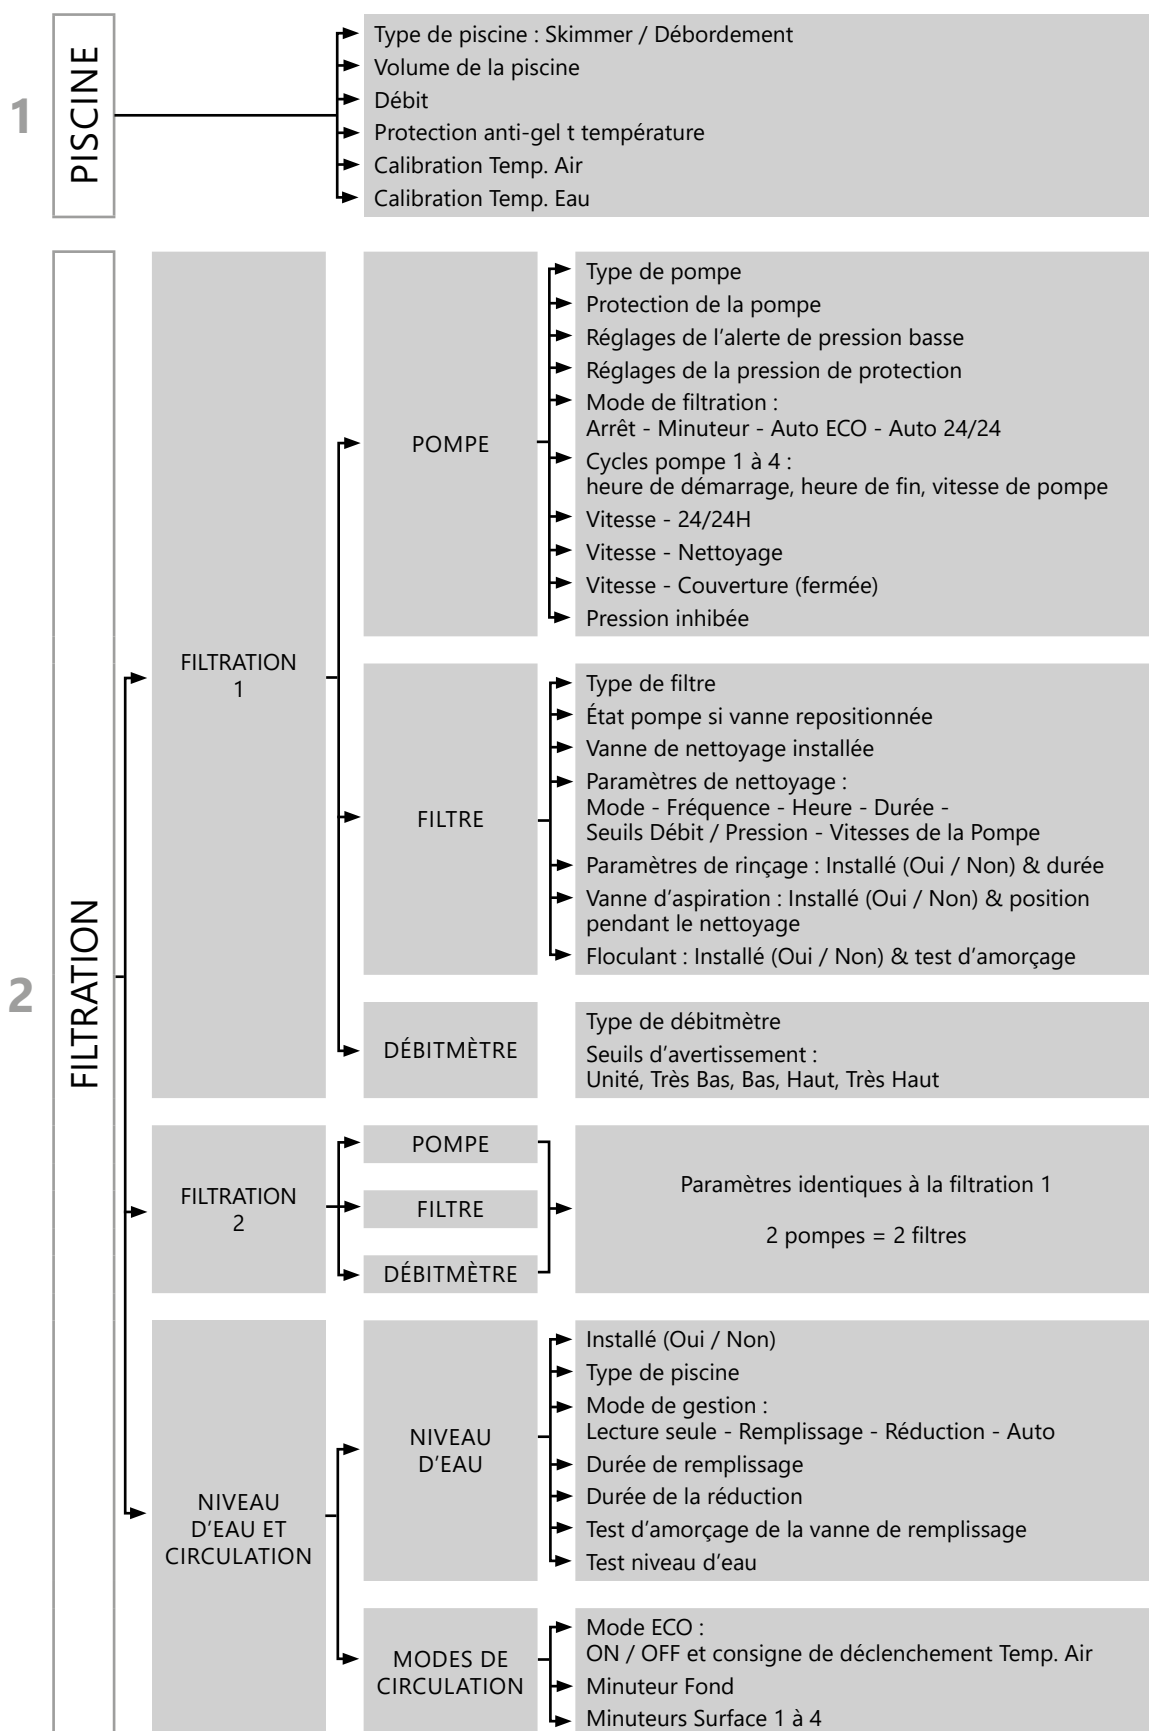 1
PISCINE
Type de piscine : Skimmer / Débordement
Volume de la piscine
Débit
Protection anti-gel t température
Calibration Temp. Air
Calibration Temp. Eau
2
FILTRATION
FILTRATION
1
POMPE
Type de pompe
Protection de la pompe
Réglages de l’alerte de pression basse
Réglages de la pression de protection
Mode de filtration :
Arrêt - Minuteur - Auto ECO - Auto 24/24
Cycles pompe 1 à 4 :
heure de démarrage, heure de fin, vitesse de pompe
Vitesse - 24/24H
Vitesse - Nettoyage
Vitesse - Couverture (fermée)
Pression inhibée
FILTRE
Type de filtre
État pompe si vanne repositionnée
Vanne de nettoyage installée
Paramètres de nettoyage :
Mode - Fréquence - Heure - Durée -
Seuils Débit / Pression - Vitesses de la Pompe
Paramètres de rinçage : Installé (Oui / Non) & durée
Vanne d’aspiration : Installé (Oui / Non) & position
pendant le nettoyage
Floculant : Installé (Oui / Non) & test d’amorçage
DÉBITMÈTRE
Type de débitmètre
Seuils d’avertissement :
Unité, Très Bas, Bas, Haut, Très Haut
FILTRATION
2
POMPE
FILTRE
DÉBITMÈTRE
Paramètres identiques à la filtration 1
2 pompes = 2 filtres
NIVEAU
D’EAU ET
CIRCULATION
NIVEAU
D’EAU
Installé (Oui / Non)
Type de piscine
Mode de gestion :
Lecture seule - Remplissage - Réduction - Auto
Durée de remplissage
Durée de la réduction
Test d’amorçage de la vanne de remplissage
Test niveau d’eau
MODES DE
CIRCULATION
Mode ECO :
ON / OFF et consigne de déclenchement Temp. Air
Minuteur Fond
Minuteurs Surface 1 à 4